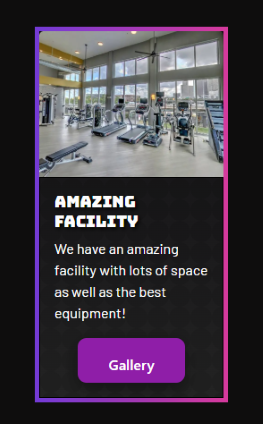 AMAZING
FACILITY
We have an amazing
facility with lots of space
as well as the best
equipment!
Gallery